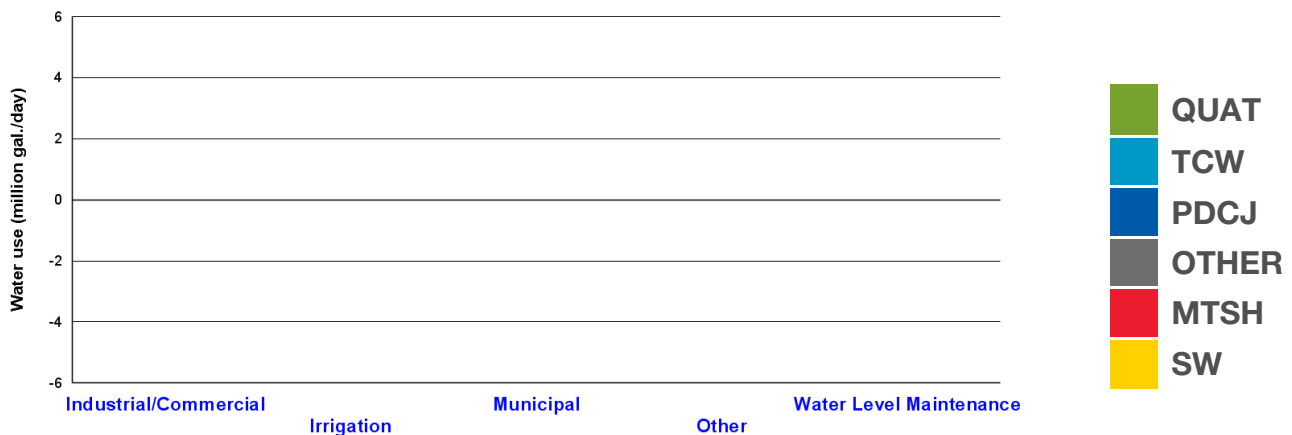 6
4
2
0
-2
-4
-6
Water use (million gal./day)
Industrial/Commercial
Irrigation
Municipal
Other
Water Level Maintenance
QUAT
TCW
PDCJ
OTHER
MTSH
SW